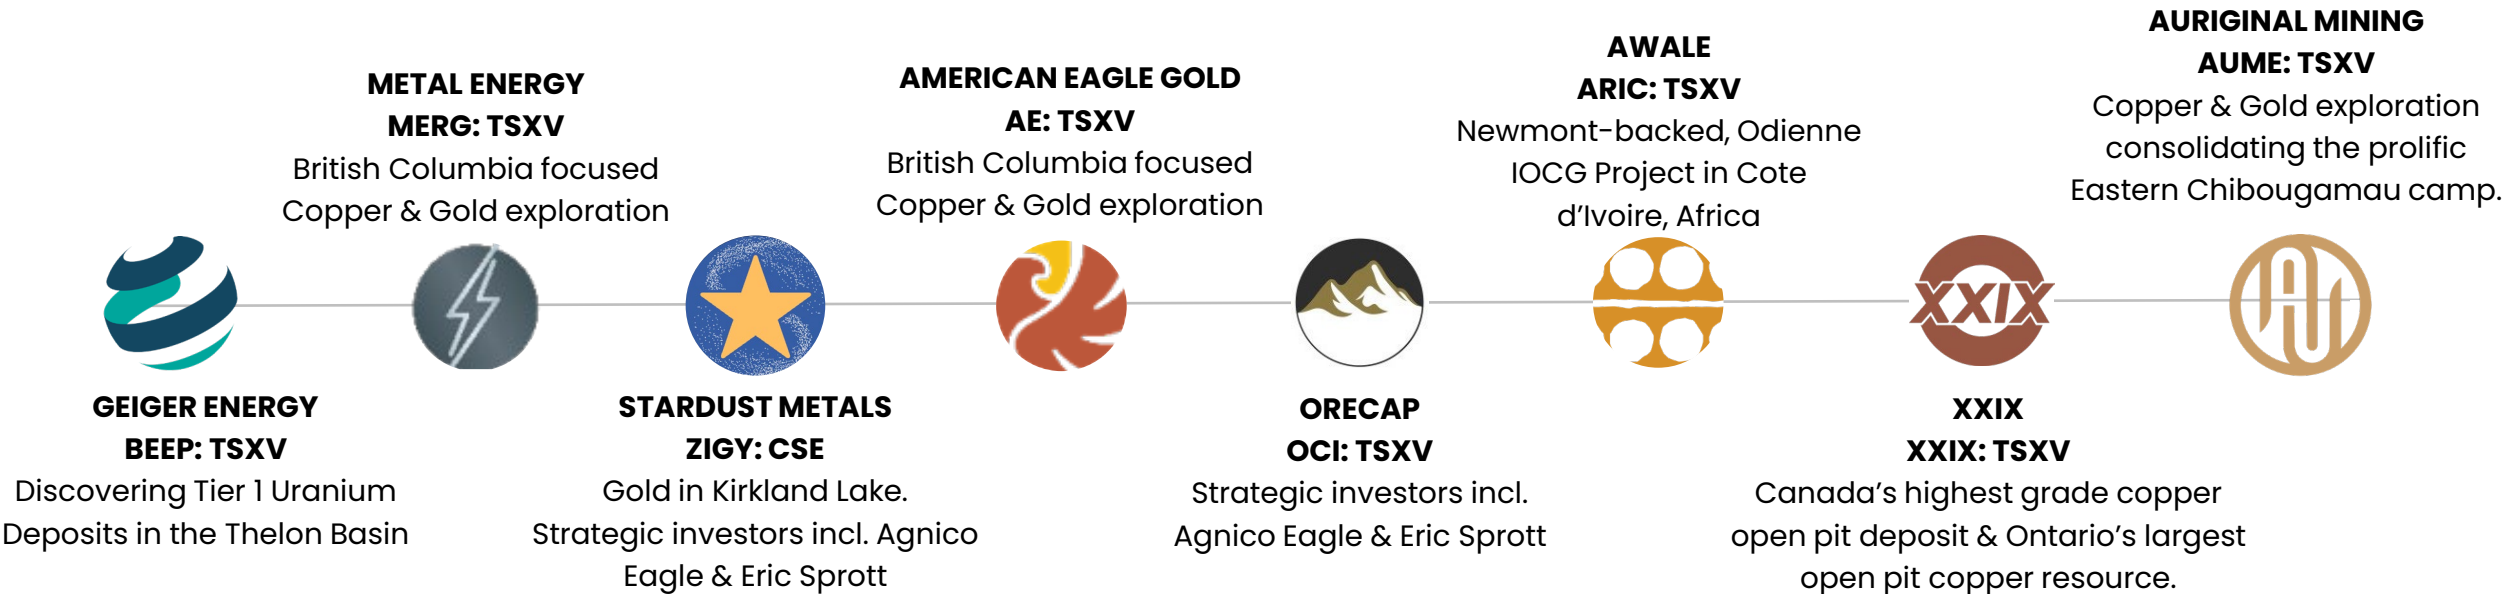 GEIGER ENERGY
BEEP: TSXV
Discovering Tier 1 Uranium
Deposits in the Thelon Basin
METAL ENERGY
MERG: TSXV
British Columbia focused
Copper & Gold exploration
STARDUST METALS
ZIGY: CSE
Gold in Kirkland Lake.
Strategic investors incl. Agnico
Eagle & Eric Sprott
AMERICAN EAGLE GOLD
AE: TSXV
British Columbia focused
Copper & Gold exploration
ORECAP
OCI: TSXV
Strategic investors incl.
Agnico Eagle & Eric Sprott
AWALE
ARIC: TSXV
Newmont-backed, Odienne
IOCG Project in Cote
d’Ivoire, Africa
XXIX
XXIX
XXIX: TSXV
Canada’s highest grade copper
open pit deposit & Ontario’s largest
open pit copper resource.
AURIGINAL MINING
AUME: TSXV
Copper & Gold exploration
consolidating the prolific
Eastern Chibougamau camp.
AU